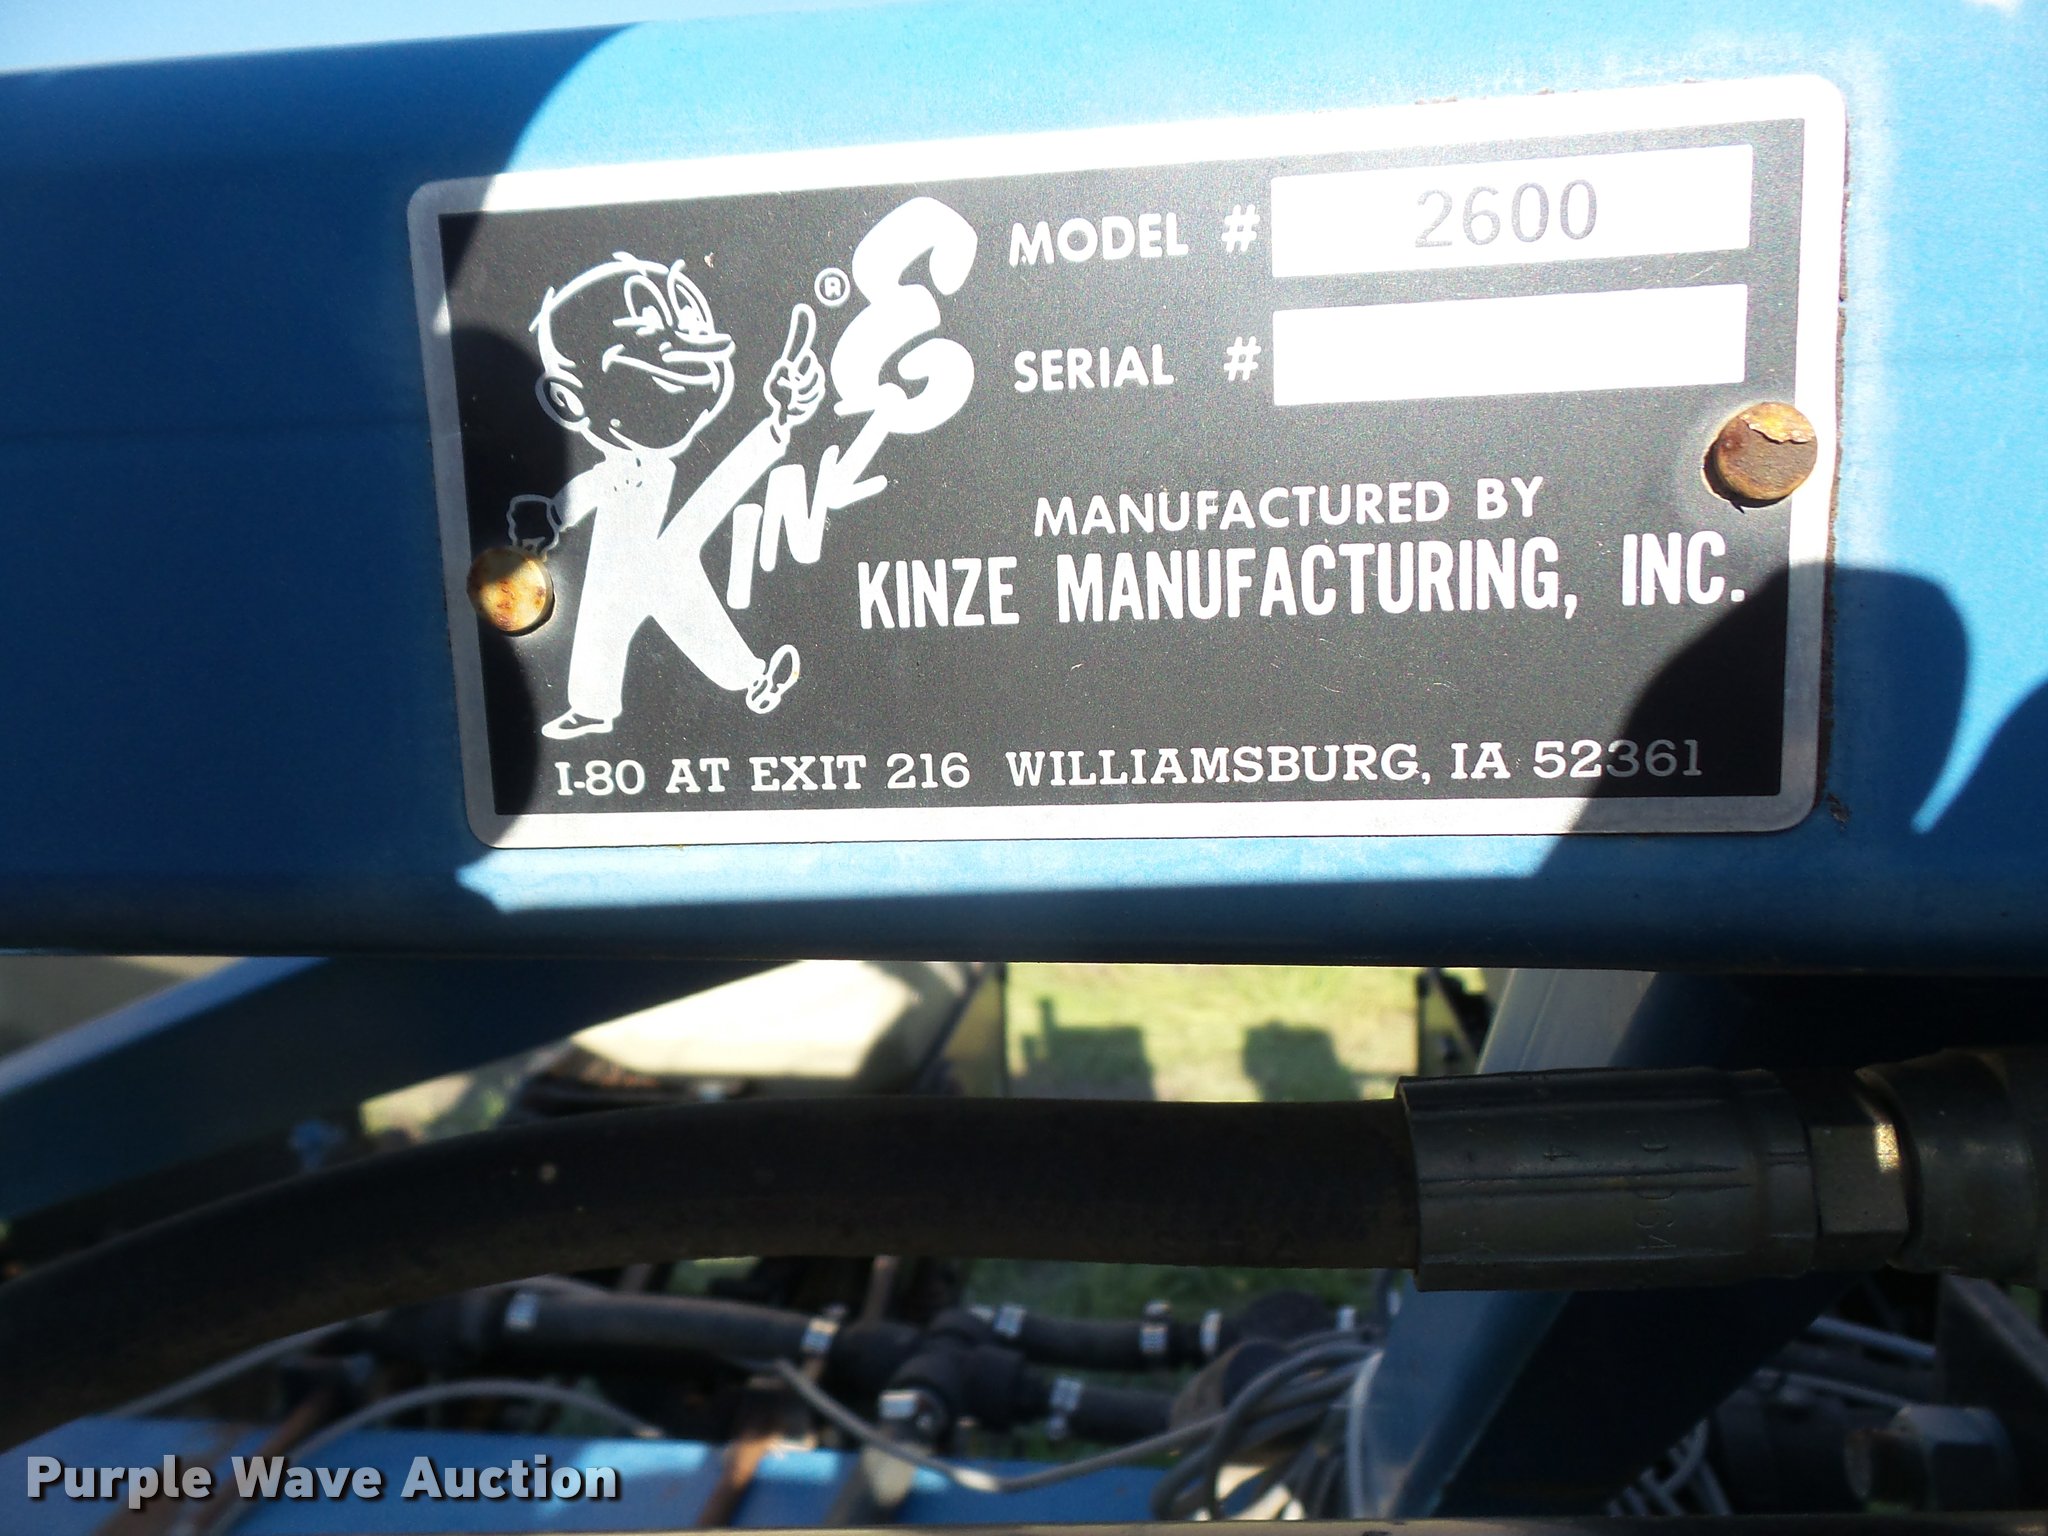 KINZE ®
MODEL # 2600
SERIAL #
MANUFACTURED BY
KINZE MANUFACTURING, INC.
I-80 AT EXIT 216 WILLIAMSBURG, IA 52361
Purple Wave Auction